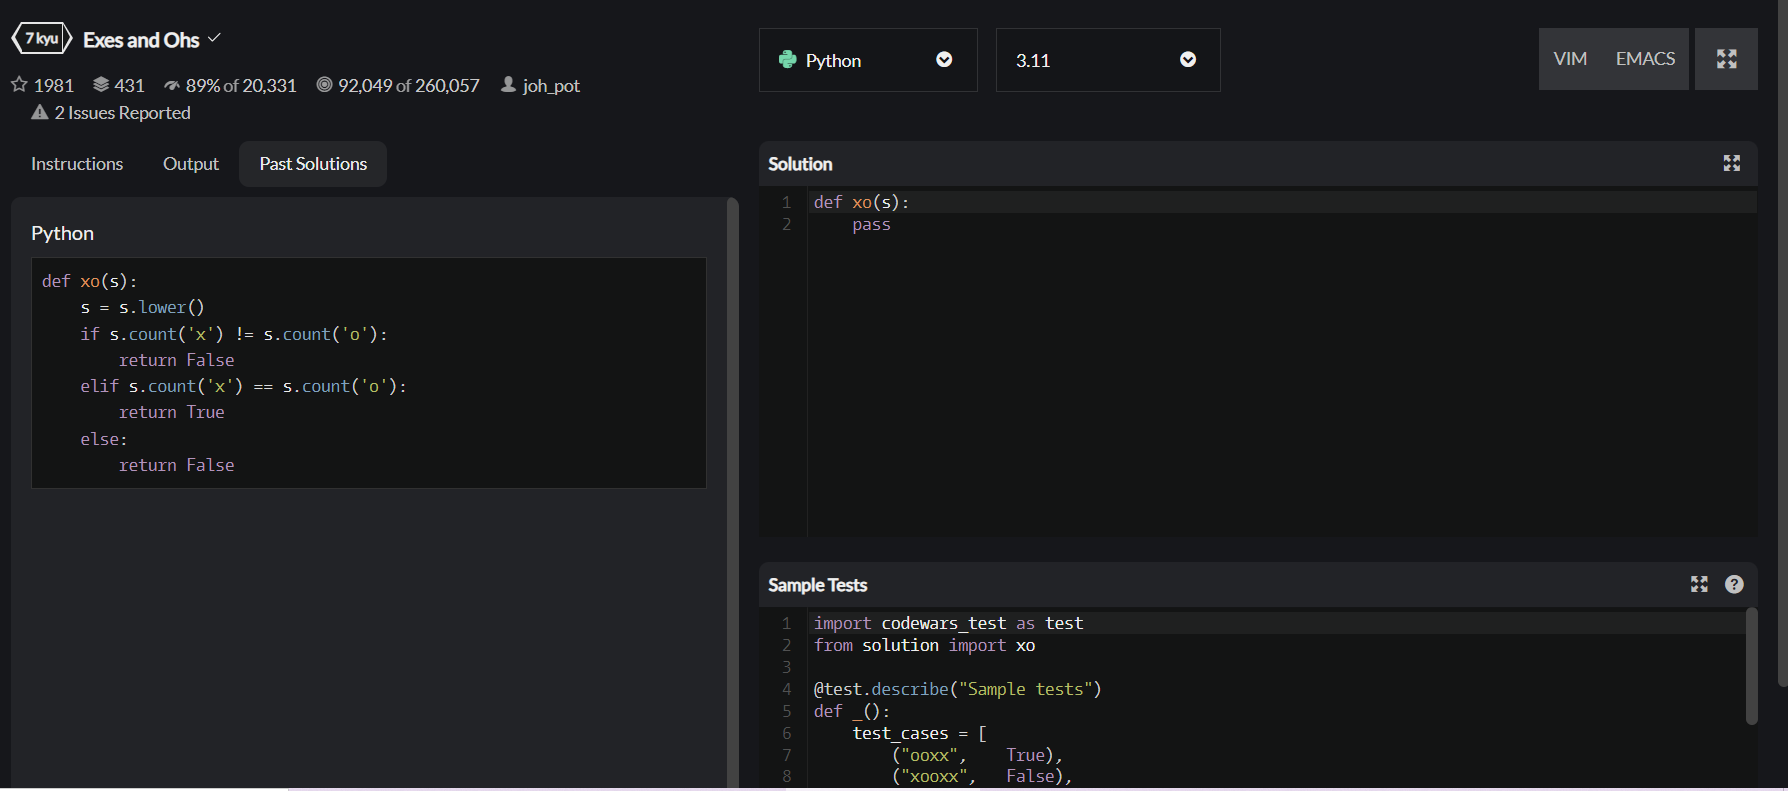 7 kyu Exes and Ohs
1981 431 89% of 20,331 92,049 of 260,057 joh_pot
2 Issues Reported
Instructions Output Past Solutions
Python
def xo(s):
    s = s.lower()
    if s.count('x') != s.count('o'):
        return False
    elif s.count('x') == s.count('o'):
        return True
    else:
        return False
Python 3.11 VIM EMACS
Solution
1 def xo(s):
2     pass
Sample Tests
1 import codewars_test as test
2 from solution import xo
3
4 @test.describe("Sample tests")
5 def _():
6     test_cases = [
7         ("ooxx",    True),
8         ("xooxx",   False),